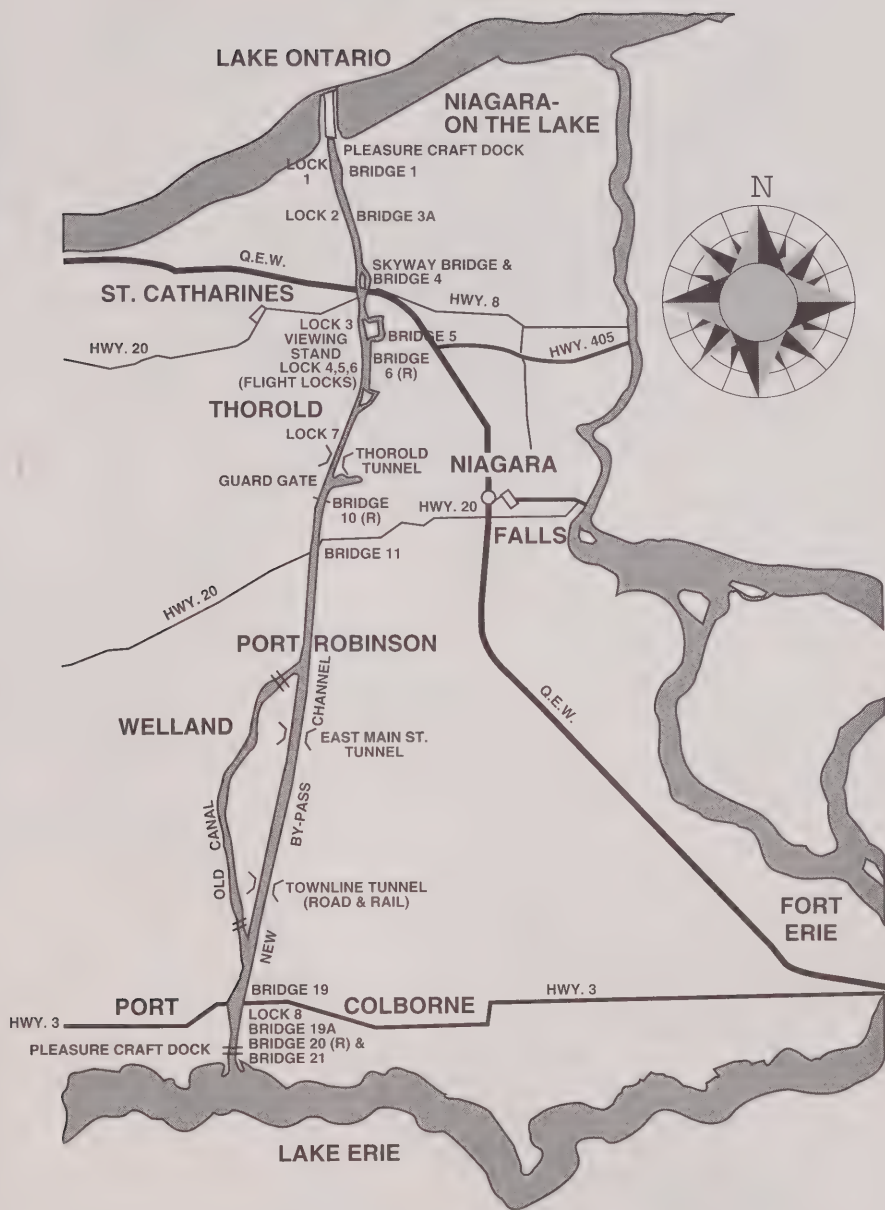 LAKE ONTARIO
NIAGARA-
ON THE LAKE
PLEASURE CRAFT DOCK
LOCK
1
BRIDGE 1
N
LOCK 2
BRIDGE 3A
Q.E.W.
SKYWAY BRIDGE &
BRIDGE 4
ST. CATHARINES
HWY. 8
LOCK 3
VIEWING
STAND
LOCK 4,5,6
(FLIGHT LOCKS)
BRIDGE 5
BRIDGE
6 (R)
HWY. 405
HWY. 20
THOROLD
LOCK 7
THOROLD
TUNNEL
NIAGARA
FALLS
GUARD GATE
BRIDGE
10 (R)
HWY. 20
BRIDGE 11
HWY. 20
PORT ROBINSON
WELLAND
EAST MAIN ST.
TUNNEL
Q.E.W.
NEW BY-PASS CHANNEL
OLD CANAL
TOWNLINE TUNNEL
(ROAD & RAIL)
FORT
ERIE
BRIDGE 19
HWY. 3
PORT COLBORNE
HWY. 3
LOCK 8
BRIDGE 19A
BRIDGE 20 (R) &
BRIDGE 21
PLEASURE CRAFT DOCK
LAKE ERIE